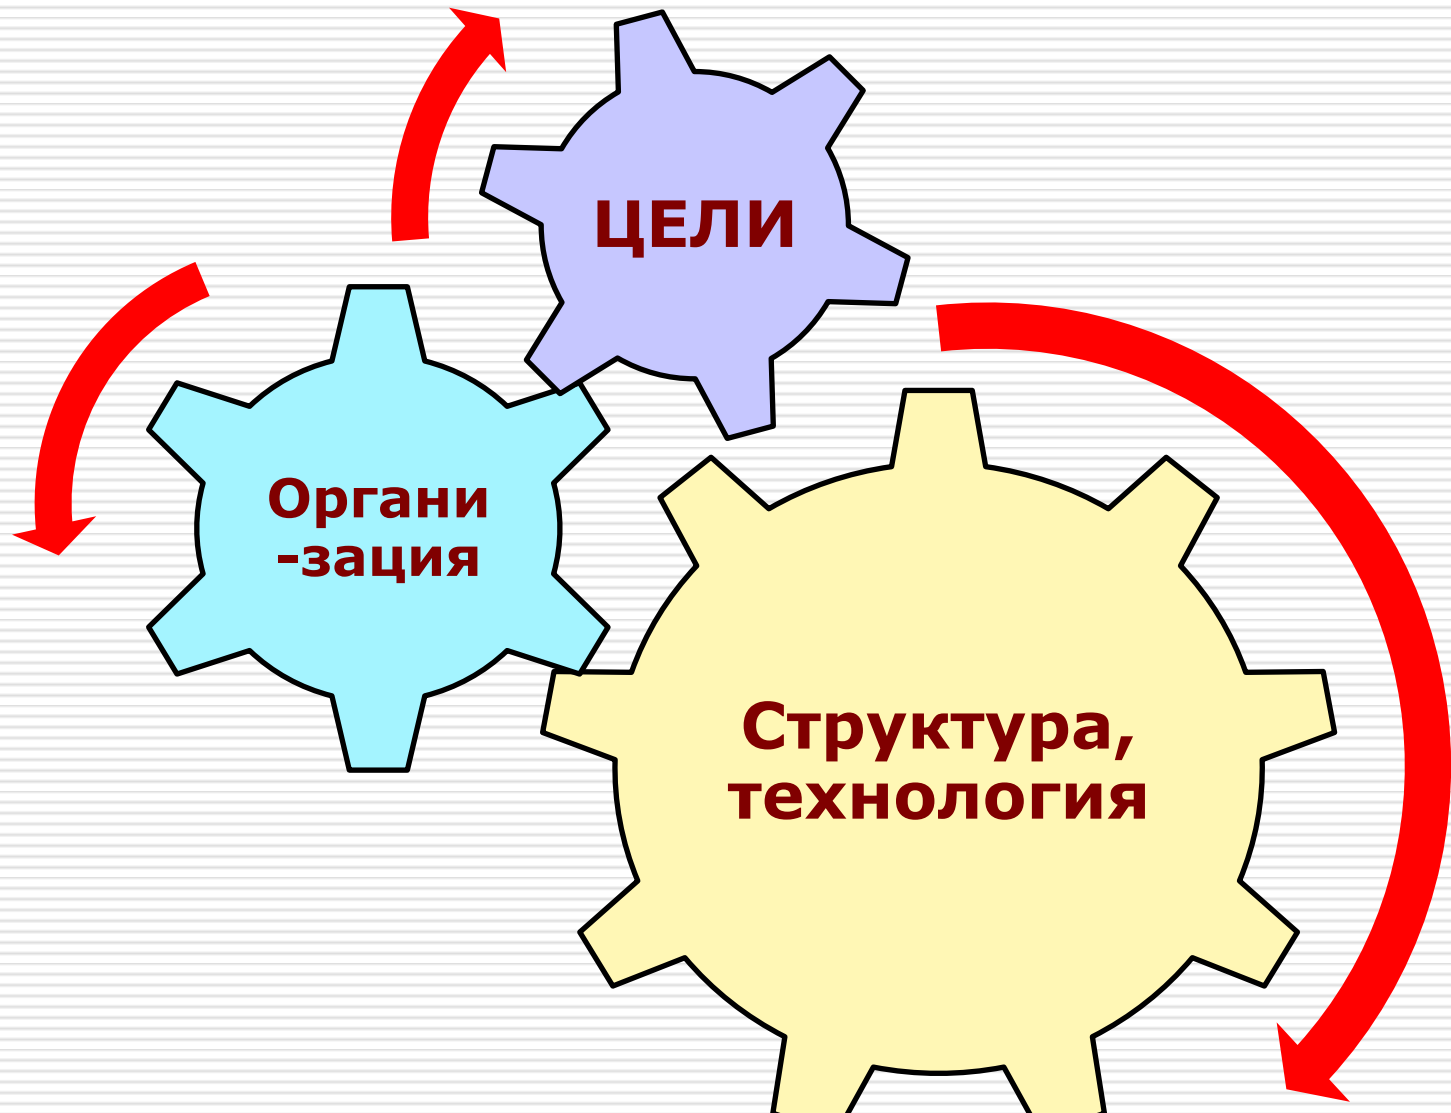 ЦЕЛИ
Органи
-зация
Структура,
технология